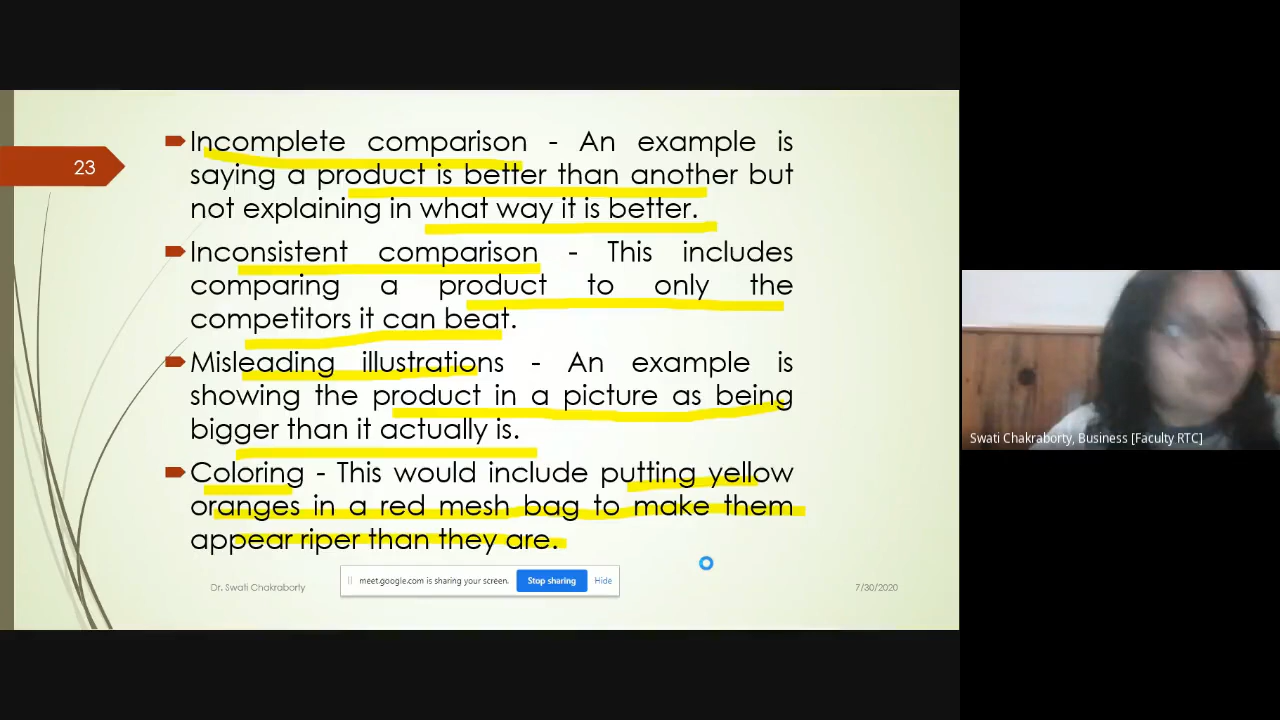 23
Incomplete comparison - An example is
saying a product is better than another but
not explaining in what way it is better.
Inconsistent comparison - This includes
comparing a product to only the
competitors it can beat.
Misleading illustrations - An example is
showing the product in a picture as being
bigger than it actually is.
Coloring - This would include putting yellow
oranges in a red mesh bag to make them
appear riper than they are.
Dr. Swati Chakraborty
meet.google.com is sharing your screen. Stop sharing Hide
7/30/2020
Swati Chakraborty, Business [Faculty RTC]